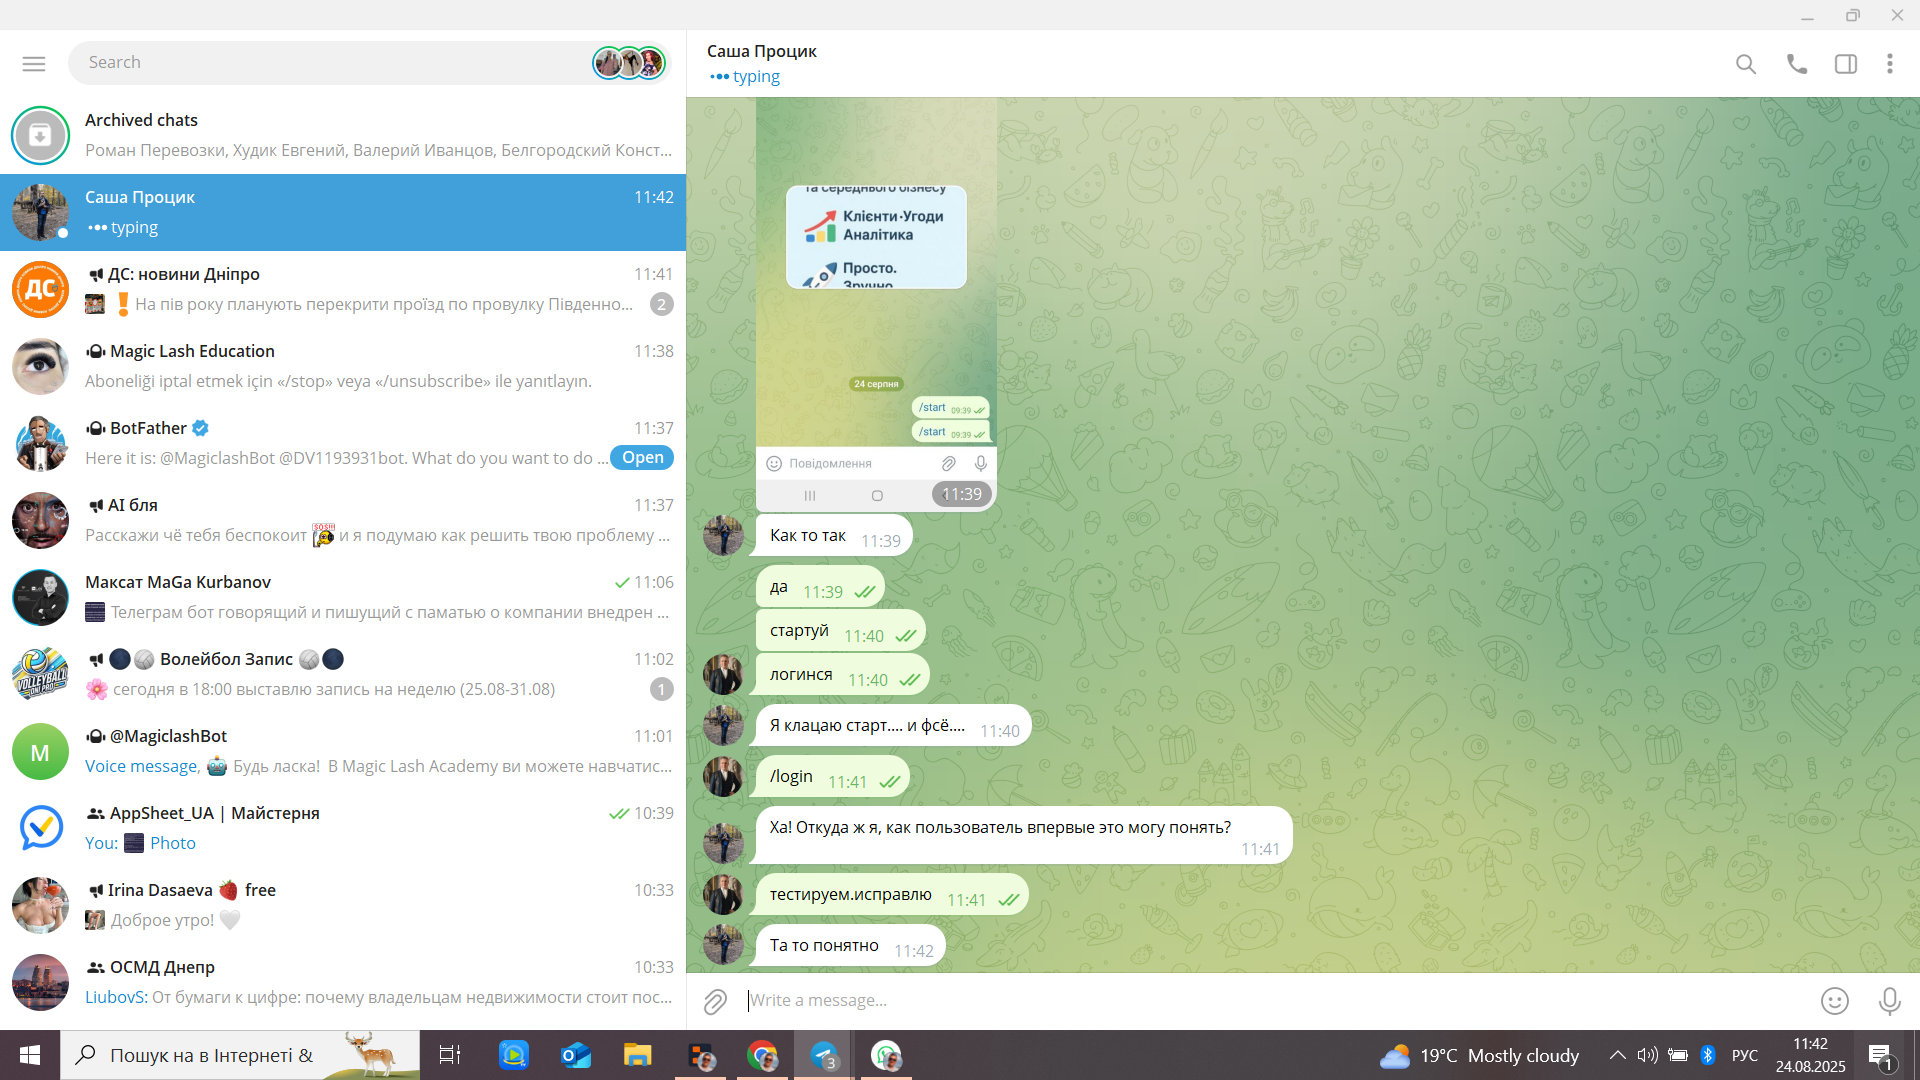 Search
Archived chats
Роман Перевозки, Худик Евгений, Валерий Иванцов, Белгородский Конст...
Саша Процик 11:42
typing
ДС
ДС: новини Дніпро 11:41
На пів року планують перекрити проїзд по провулку Південно... 2
Magic Lash Education 11:38
Aboneliği iptal etmek için «/stop» veya «/unsubscribe» ile yanıtlayın.
BotFather 11:37
Here it is: @MagiclashBot @DV1193931bot. What do you want to do ... Open
AI бля 11:37
Расскажи чё тебя беспокоит SOS!!! и я подумаю как решить твою проблему ...
Максат MaGa Kurbanov 11:06
Телеграм бот говорящий и пишущий с паматью о компании внедрен ...
VOLLEYBALL
Волейбол Запис 11:02
сегодня в 18:00 выставлю запись на неделю (25.08-31.08) 1
M
@MagiclashBot 11:01
Voice message, Будь ласка! В Magic Lash Academy ви можете навчатис...
AppSheet_UA | Майстерня 10:39
You: Photo
Irina Dasaeva free 10:33
Доброе утро!
ОСМД Днепр 10:33
LiubovS: От бумаги к цифре: почему владельцам недвижимости стоит пос...
Саша Процик
typing
та середнього бізнесу
Клієнти·Угоди
Аналітика
Просто.
Зручно
24 серпня
/start 09:39
/start 09:39
Повідомлення
11:39
Как то так 11:39
да 11:39
стартуй 11:40
логинся 11:40
Я клацаю старт.... и фсё.... 11:40
/login 11:41
Ха! Откуда ж я, как пользователь впервые это могу понять?
11:41
тестируем.исправлю 11:41
Та то понятно 11:42
Write a message...
Пошук на в Інтернеті &
3
19°C Mostly cloudy
РУС
11:42
24.08.2025
1